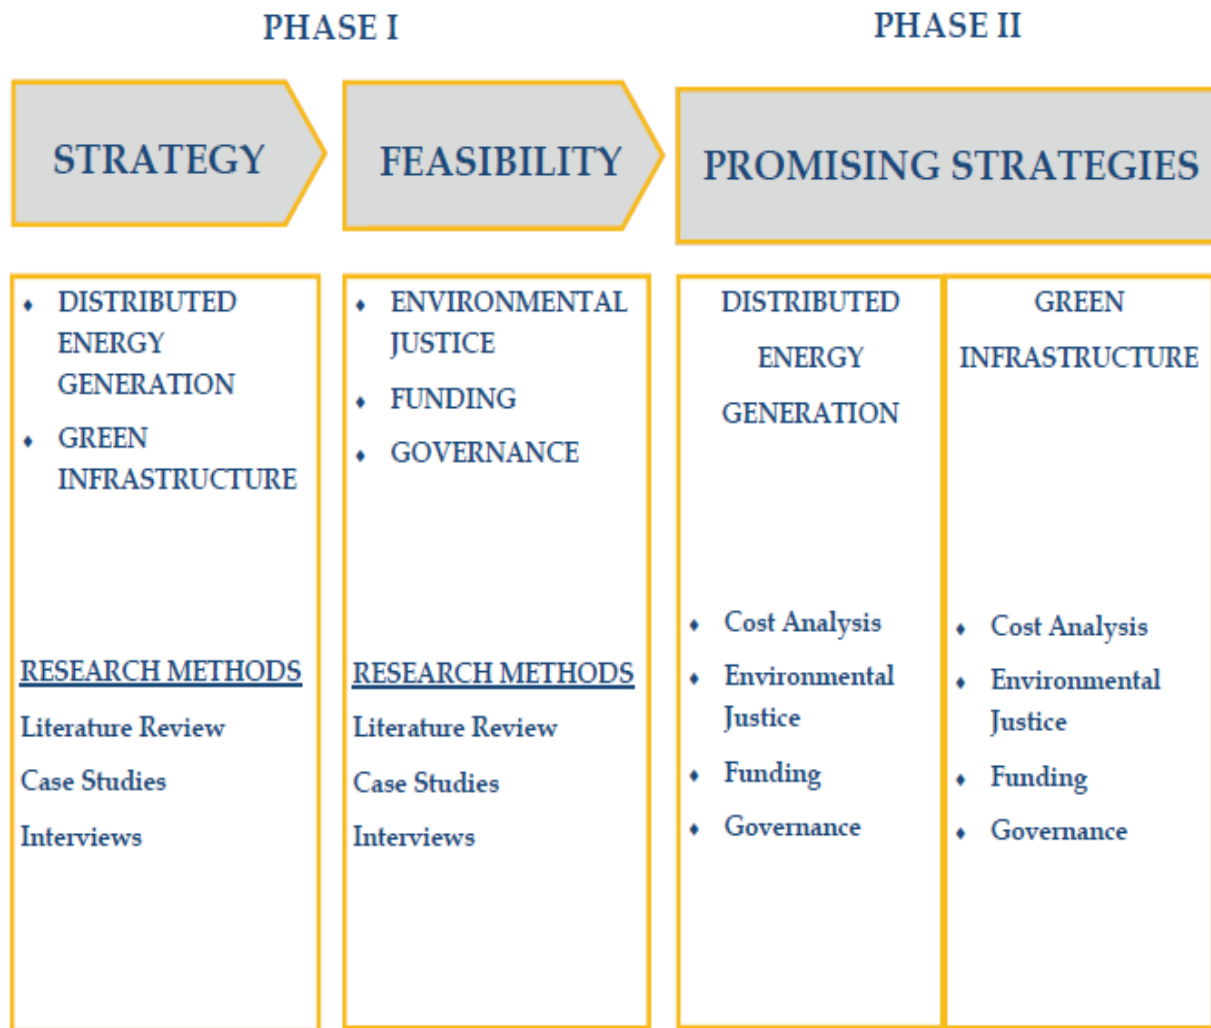 PHASE I
PHASE II
STRATEGY
FEASIBILITY
PROMISING STRATEGIES
⬧ DISTRIBUTED
ENERGY
GENERATION
⬧ GREEN
INFRASTRUCTURE
RESEARCH METHODS
Literature Review
Case Studies
Interviews
⬧ ENVIRONMENTAL
JUSTICE
⬧ FUNDING
⬧ GOVERNANCE
RESEARCH METHODS
Literature Review
Case Studies
Interviews
DISTRIBUTED
ENERGY
GENERATION
⬧ Cost Analysis
⬧ Environmental
Justice
⬧ Funding
⬧ Governance
GREEN
INFRASTRUCTURE
⬧ Cost Analysis
⬧ Environmental
Justice
⬧ Funding
⬧ Governance